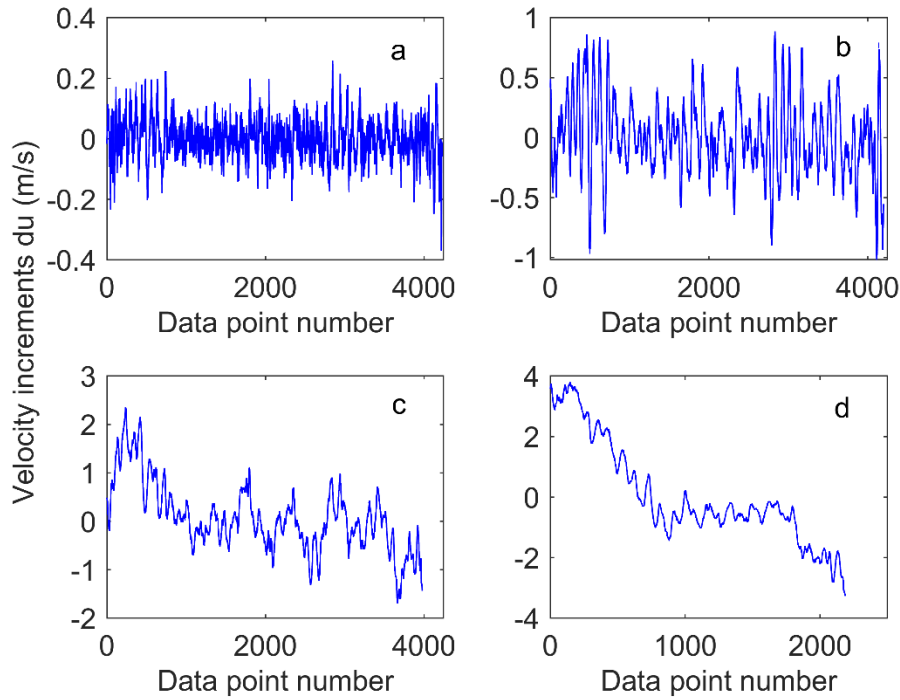 Velocity increments du (m/s)
a
0.4
0.2
0
-0.2
-0.4
0 2000 4000
Data point number
b
1
0.5
0
-0.5
-1
0 2000 4000
Data point number
c
3
2
1
0
-1
-2
0 2000 4000
Data point number
d
4
2
0
-2
-4
0 1000 2000
Data point number